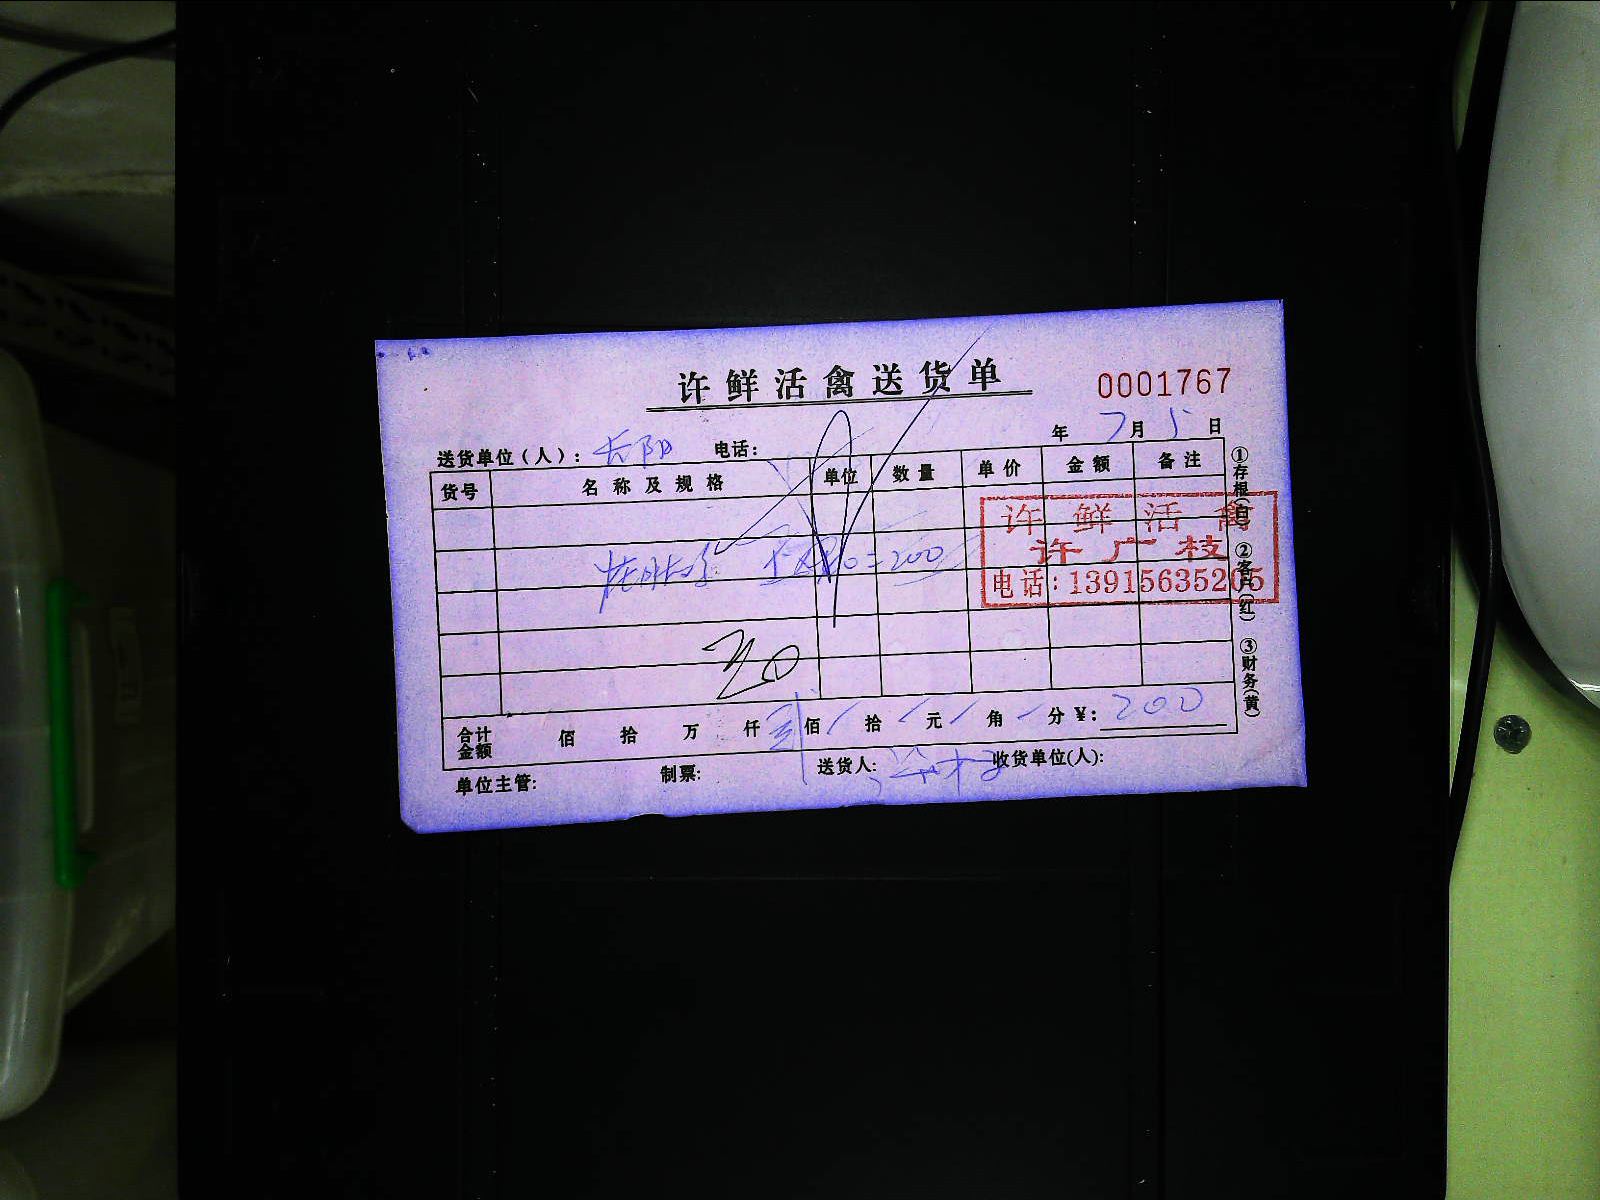 许鲜活禽送货单
0001767
年 7月 5日
送货单位（人）：长阳 电话：
货号 名称及规格 单位 数量 单价 金额 备注
=200
许鲜活禽
许广枝
电话：13915635205
合计金额 佰 拾 万 仟 贰佰 / 拾 / 元 / 角 / 分 ¥：200
单位主管： 制票： 送货人： 收货单位(人)：
①存根(白) ②客户(红) ③财务(黄)